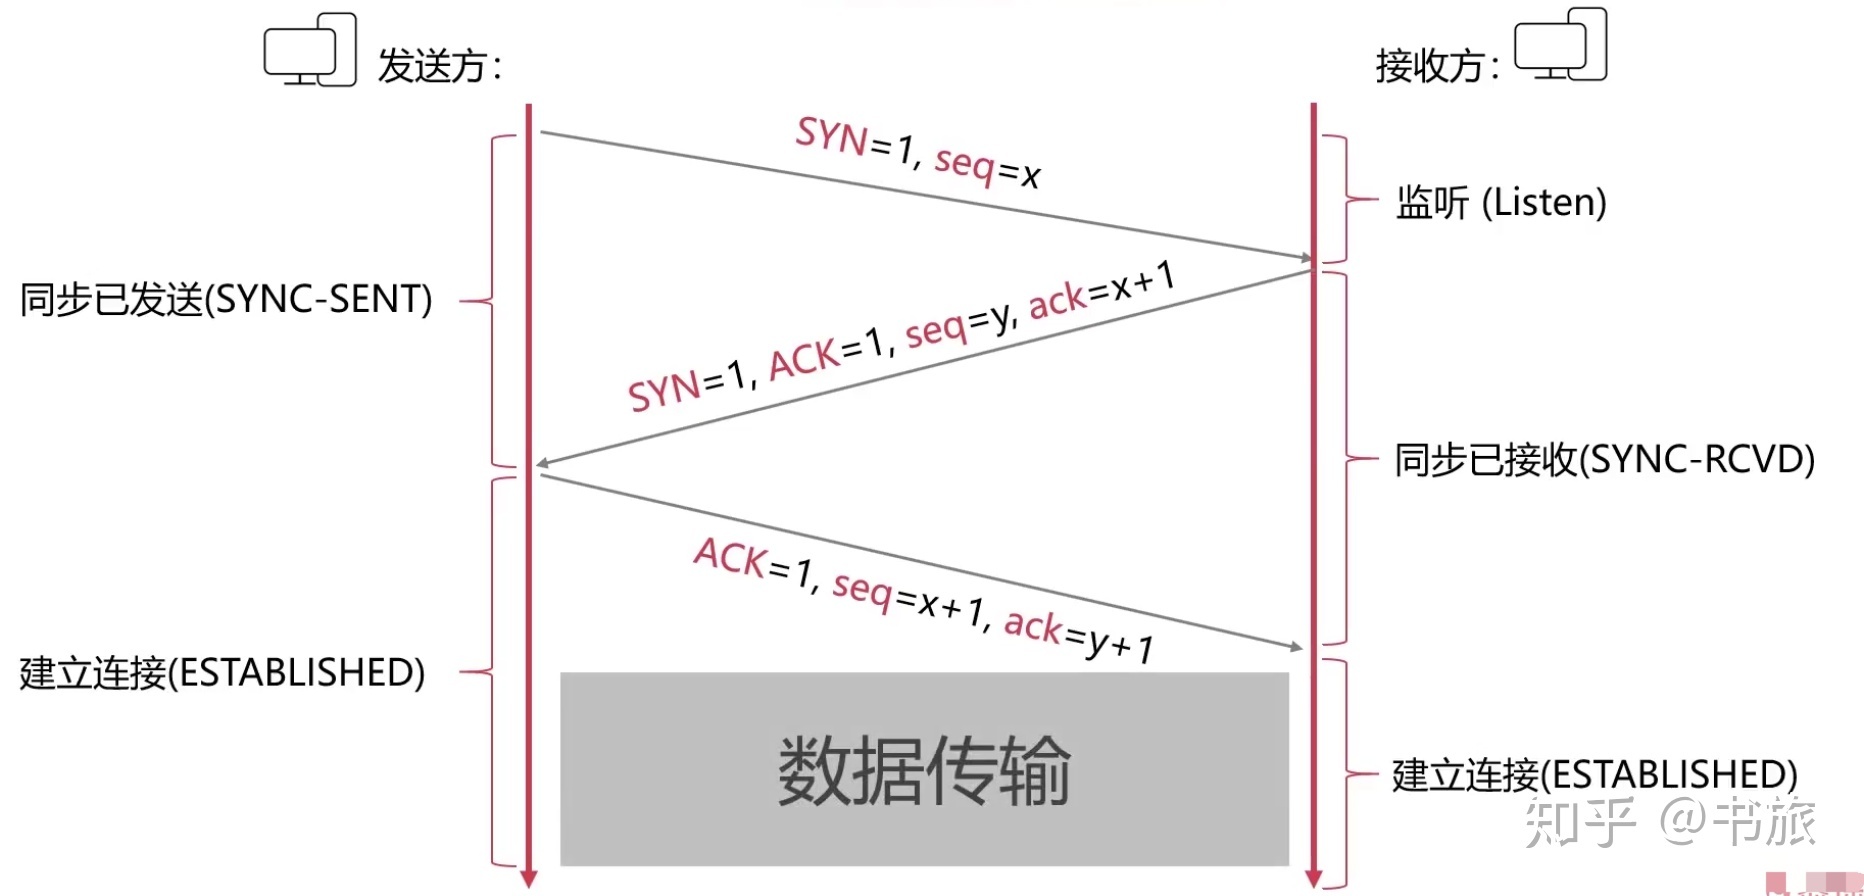 发送方：
接收方：
SYN=1, seq=x
监听 (Listen)
同步已发送(SYNC-SENT)
SYN=1, ACK=1, seq=y, ack=x+1
同步已接收(SYNC-RCVD)
ACK=1, seq=x+1, ack=y+1
建立连接(ESTABLISHED)
数据传输
建立连接(ESTABLISHED)
知乎 @书旅